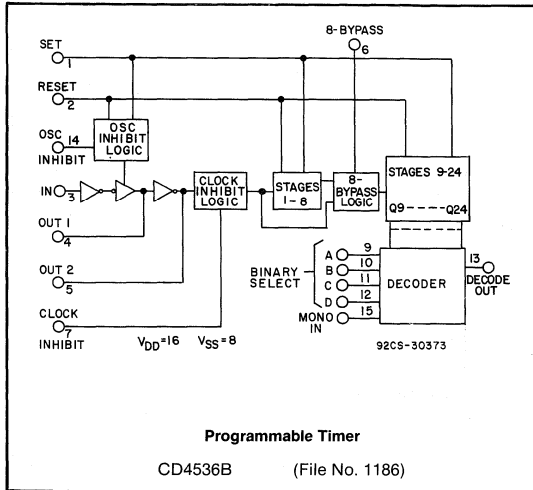 SET
1
8-BYPASS
6
RESET
2
OSC
INHIBIT
14
OSC
INHIBIT
LOGIC
IN
3
CLOCK
INHIBIT
LOGIC
STAGES
1-8
8-
BYPASS
LOGIC
STAGES 9-24
Q9 ---- Q24
OUT 1
4
OUT 2
5
CLOCK
INHIBIT
7
VDD=16 VSS=8
BINARY
SELECT
A 9
B 10
C 11
D 12
MONO
IN
15
DECODER
13
DECODE
OUT
92CS-30373
Programmable Timer
CD4536B (File No. 1186)